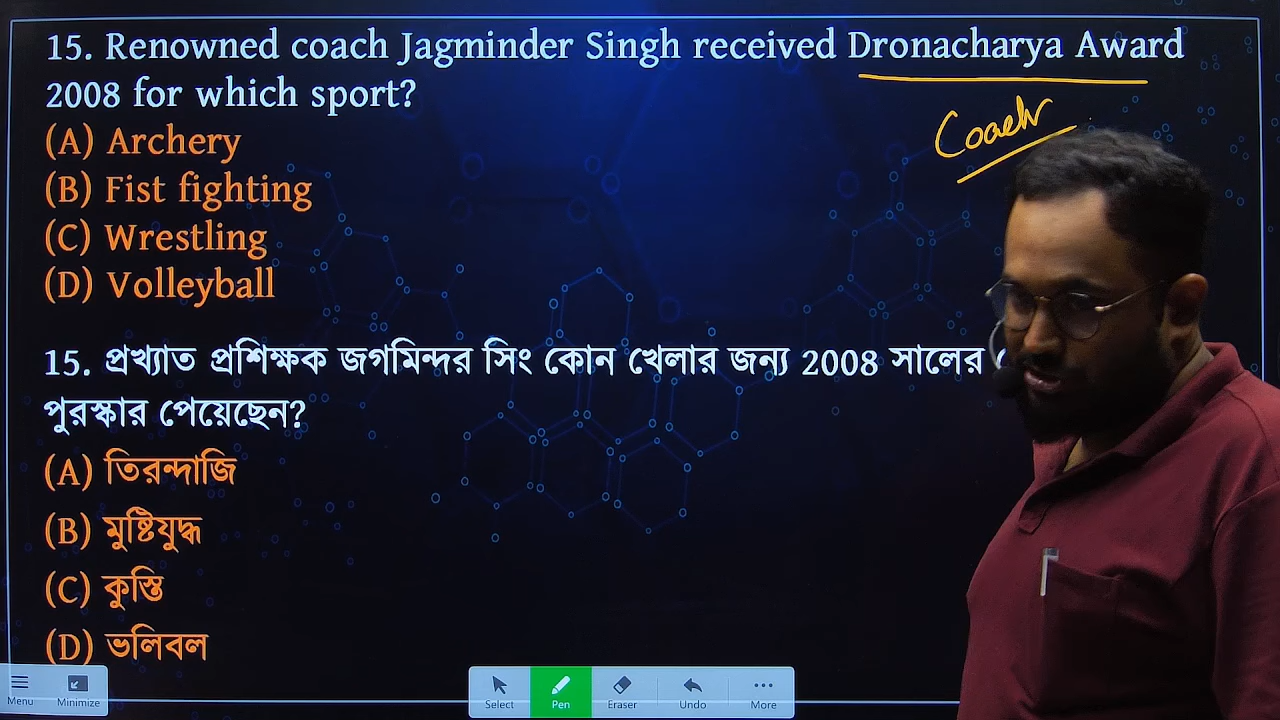 15. Renowned coach Jagminder Singh received Dronacharya Award
2008 for which sport?
Coach
(A) Archery
(B) Fist fighting
(C) Wrestling
(D) Volleyball
15. প্রখ্যাত প্রশিক্ষক জগমিন্দর সিং কোন খেলার জন্য 2008 সালের
পুরস্কার পেয়েছেন?
(A) তিরন্দাজি
(B) মুষ্টিযুদ্ধ
(C) কুস্তি
(D) ভলিবল
Menu Minimize Select Pen Eraser Undo More